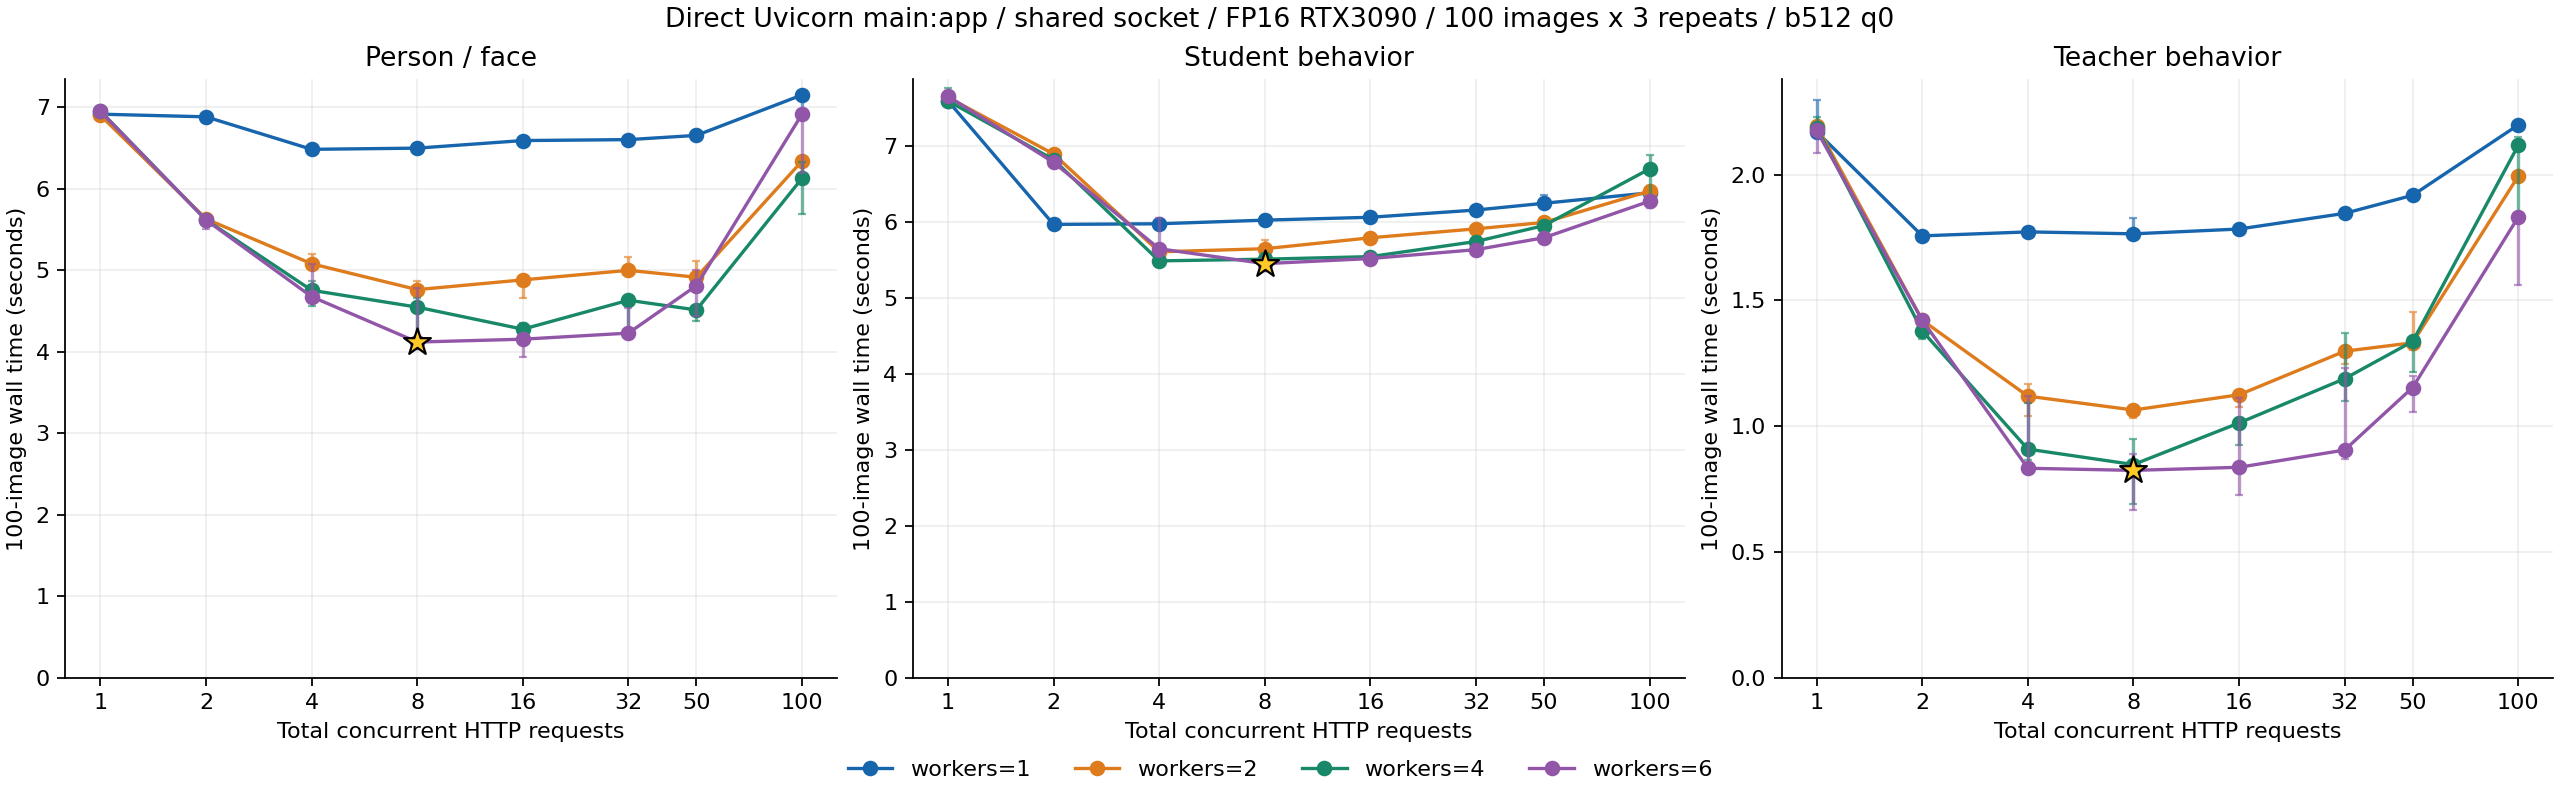 Direct Uvicorn main:app / shared socket / FP16 RTX3090 / 100 images x 3 repeats / b512 q0
Person / face
100-image wall time (seconds)
7
6
5
4
3
2
1
0
1 2 4 8 16 32 50 100
Total concurrent HTTP requests
Student behavior
100-image wall time (seconds)
7
6
5
4
3
2
1
0
1 2 4 8 16 32 50 100
Total concurrent HTTP requests
Teacher behavior
100-image wall time (seconds)
2.0
1.5
1.0
0.5
0.0
1 2 4 8 16 32 50 100
Total concurrent HTTP requests
workers=1 workers=2 workers=4 workers=6